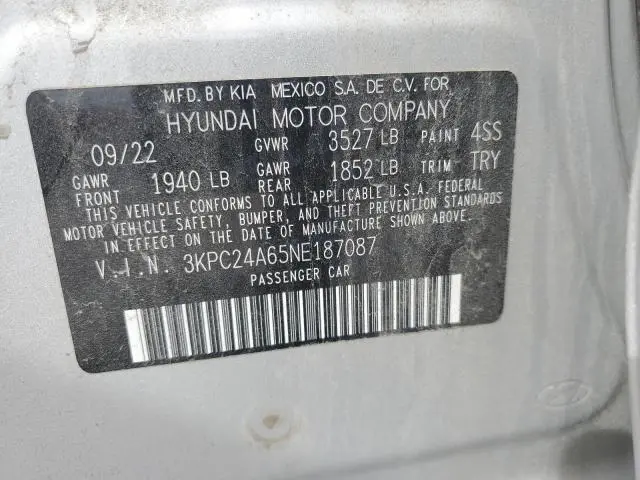 MFD. BY KIA MEXICO S.A. DE C.V. FOR
HYUNDAI MOTOR COMPANY
09/22 GVWR 3527 LB PAINT 4SS
GAWR FRONT 1940 LB GAWR REAR 1852 LB TRIM TRY
THIS VEHICLE CONFORMS TO ALL APPLICABLE U.S.A. FEDERAL
MOTOR VEHICLE SAFETY, BUMPER, AND THEFT PREVENTION STANDARDS
IN EFFECT ON THE DATE OF MANUFACTURE SHOWN ABOVE.
V.I.N. 3KPC24A65NE187087
PASSENGER CAR